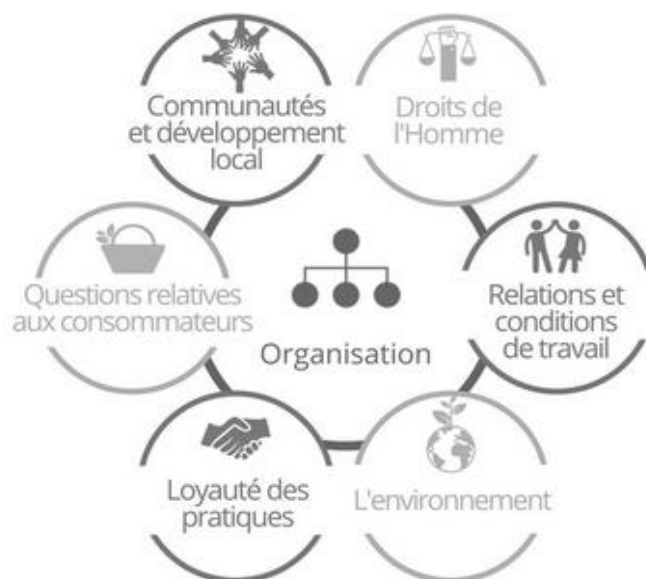 Communautés
et développement
local
Droits de
l'Homme
Questions relatives
aux consommateurs
Organisation
Relations et
conditions
de travail
Loyauté des
pratiques
L'environnement